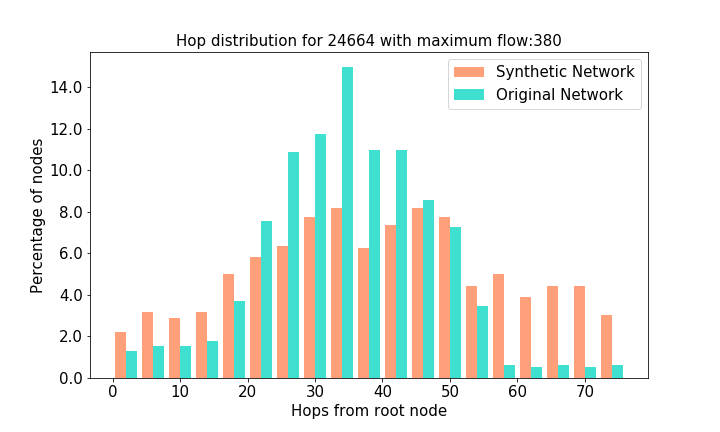 Hop distribution for 24664 with maximum flow:380
Synthetic Network
Original Network
Percentage of nodes
14.0
12.0
10.0
8.0
6.0
4.0
2.0
0.0
0 10 20 30 40 50 60 70
Hops from root node